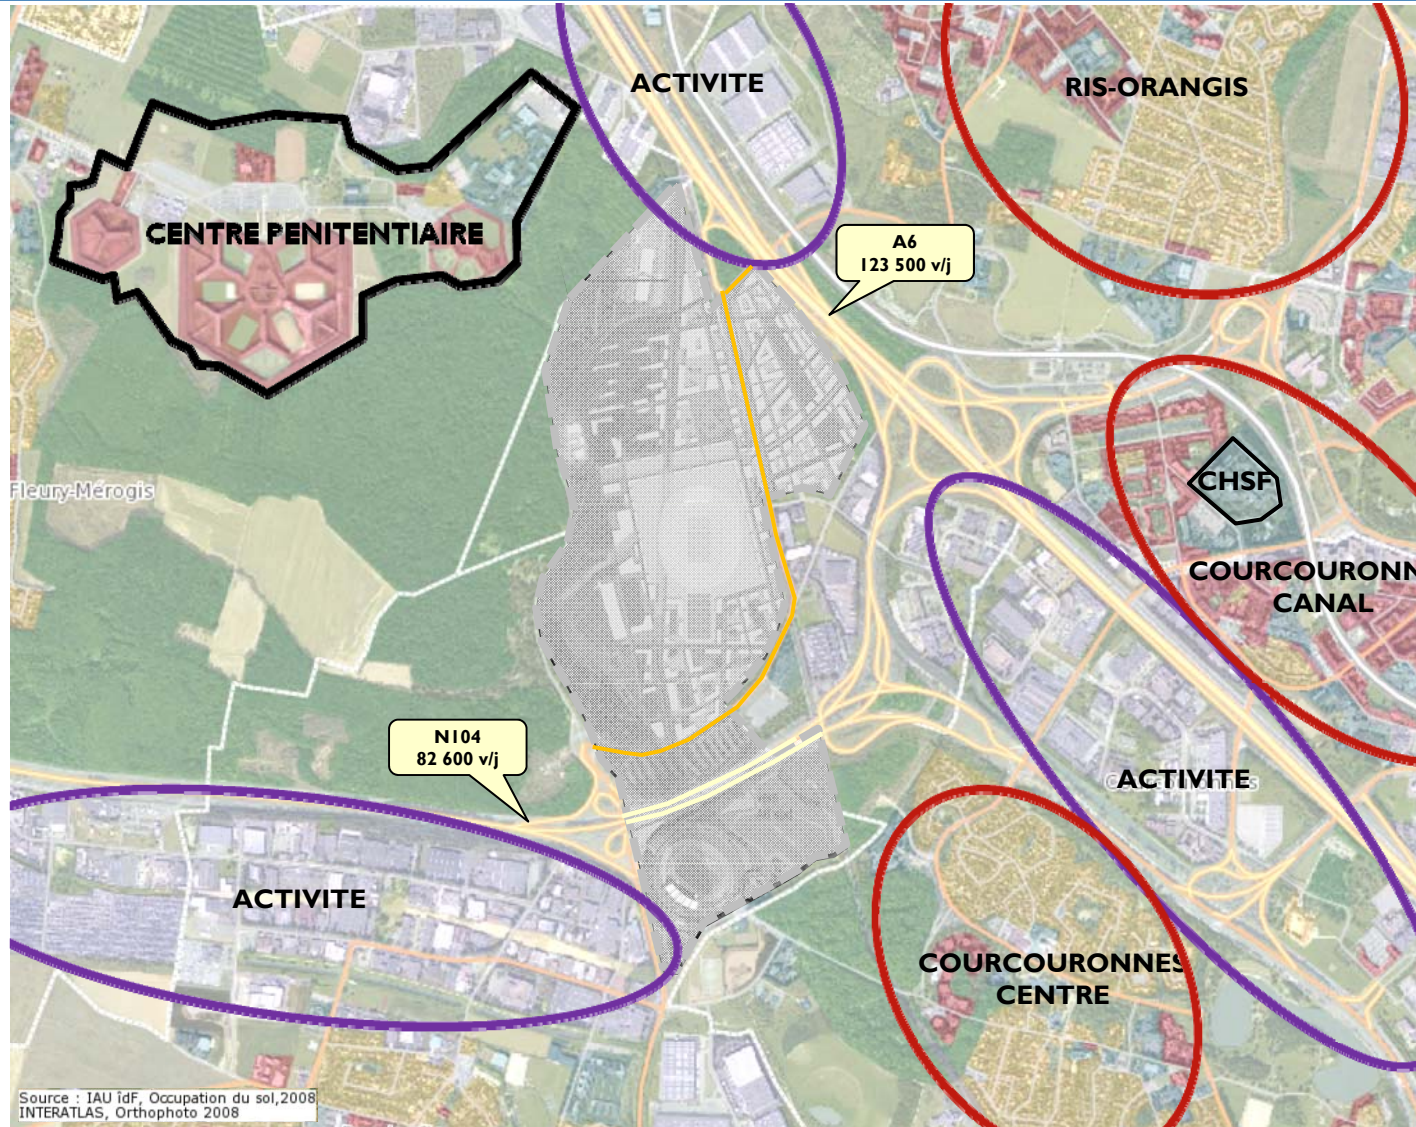 ACTIVITE
RIS-ORANGIS
CENTRE PENITENTIAIRE
A6
123 500 v/j
CHSF
Fleury-Mérogis
COURCOURONN
CANAL
N104
82 600 v/j
ACTIVITE
ACTIVITE
COURCOURONNES
CENTRE
Source : IAU îdF, Occupation du sol,2008
INTERATLAS, Orthophoto 2008